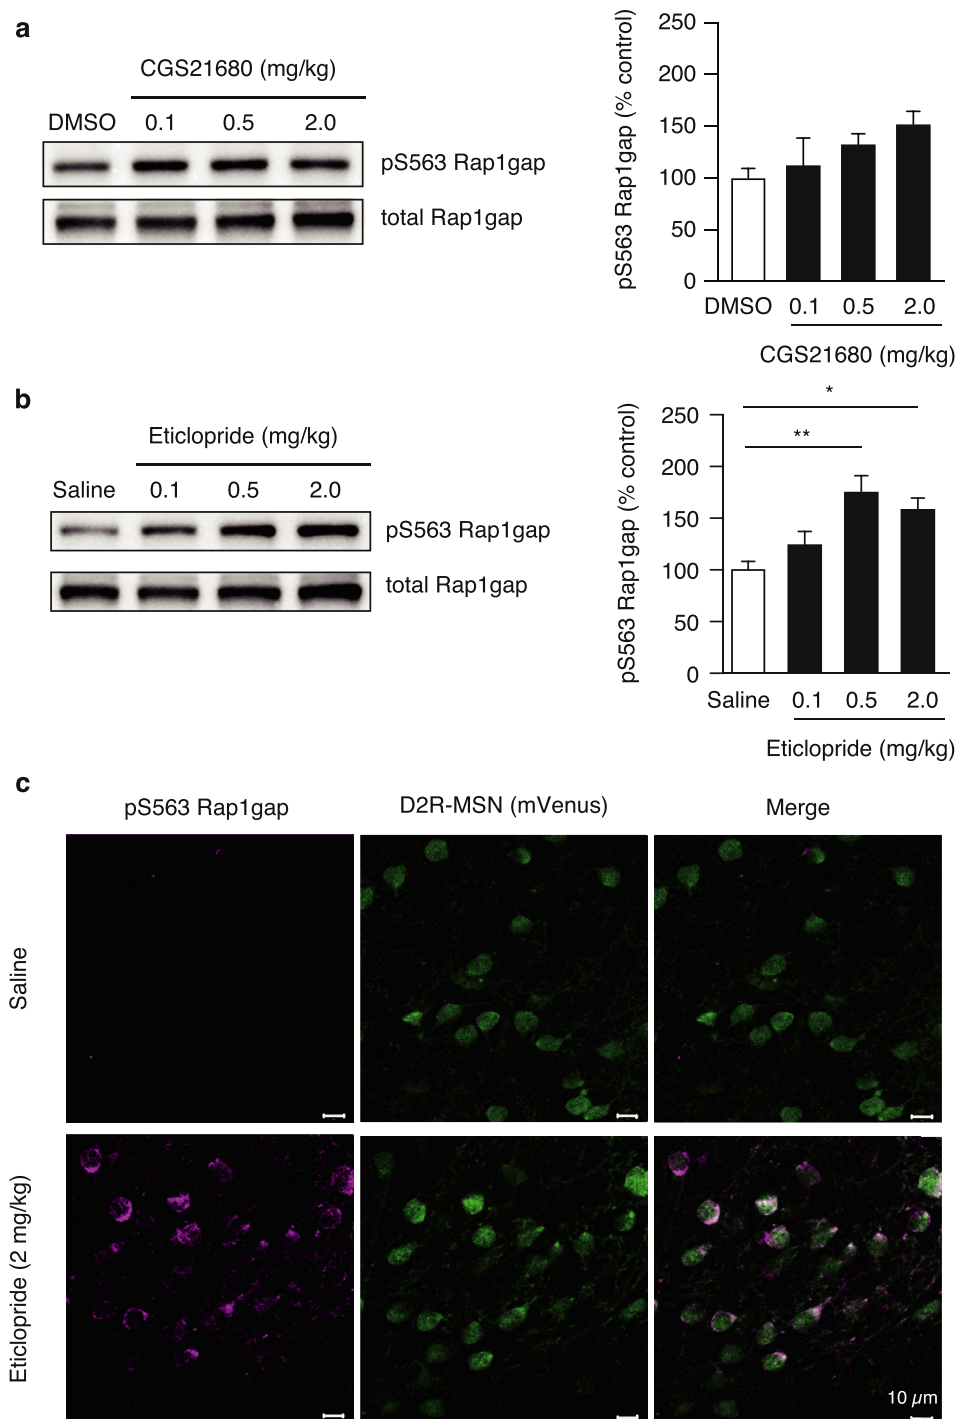 a
CGS21680 (mg/kg)
DMSO 0.1 0.5 2.0
pS563 Rap1gap
total Rap1gap
pS563 Rap1gap (% control)
250
200
150
100
50
0
DMSO 0.1 0.5 2.0
CGS21680 (mg/kg)
b
Eticlopride (mg/kg)
Saline 0.1 0.5 2.0
pS563 Rap1gap
total Rap1gap
pS563 Rap1gap (% control)
250
200
150
100
50
0
*
**
Saline 0.1 0.5 2.0
Eticlopride (mg/kg)
c
pS563 Rap1gap D2R-MSN (mVenus) Merge
Saline
Eticlopride (2 mg/kg)
10 µm